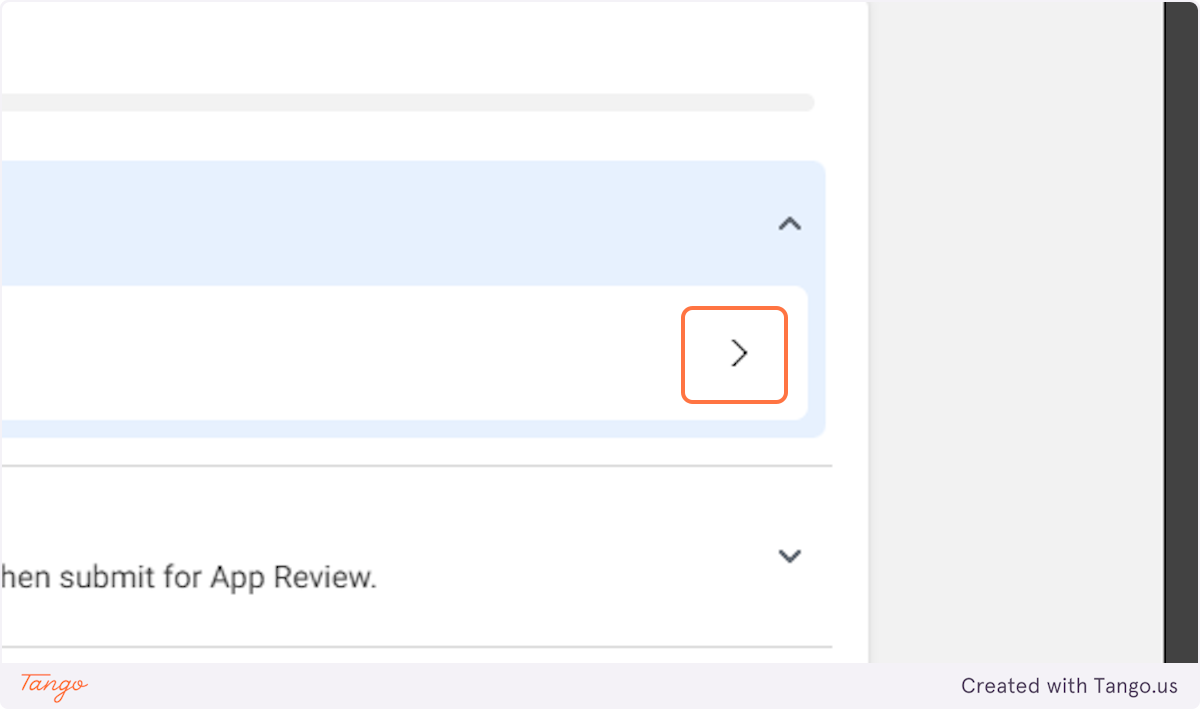 hen submit for App Review.
Tango
Created with Tango.us